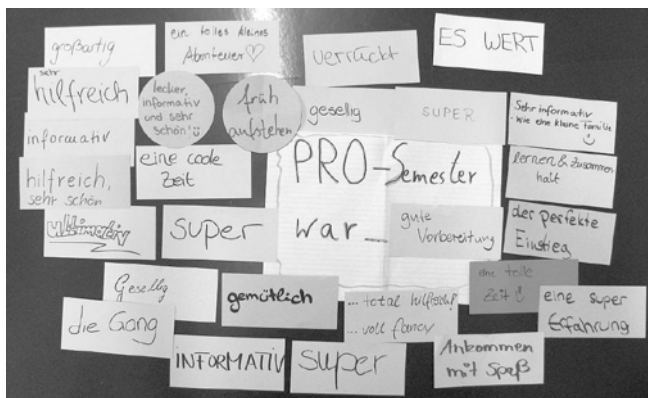 großartig
ein tolles kleines
Abenteuer♡
verrückt
ES WERT
sehr
hilfreich
lecker,
informativ
und sehr
schön!
früh
aufstehen
gesellig
SUPER
Sehr informativ
- Wie eine kleine Familie
informativ
eine coole
Zeit
PRO-Semester
war_
lernen & zusammen
halt
hilfreich,
sehr schön
ultimativ
super
gute
Vorbereitung
der perfekte
Einstieg
Gesellig
gemütlich
... total hilfreich!
... voll fancy
eine tolle
Zeit
eine super
Erfahrung
die Gang
INFORMATIV
super
Ankommen
mit Spaß